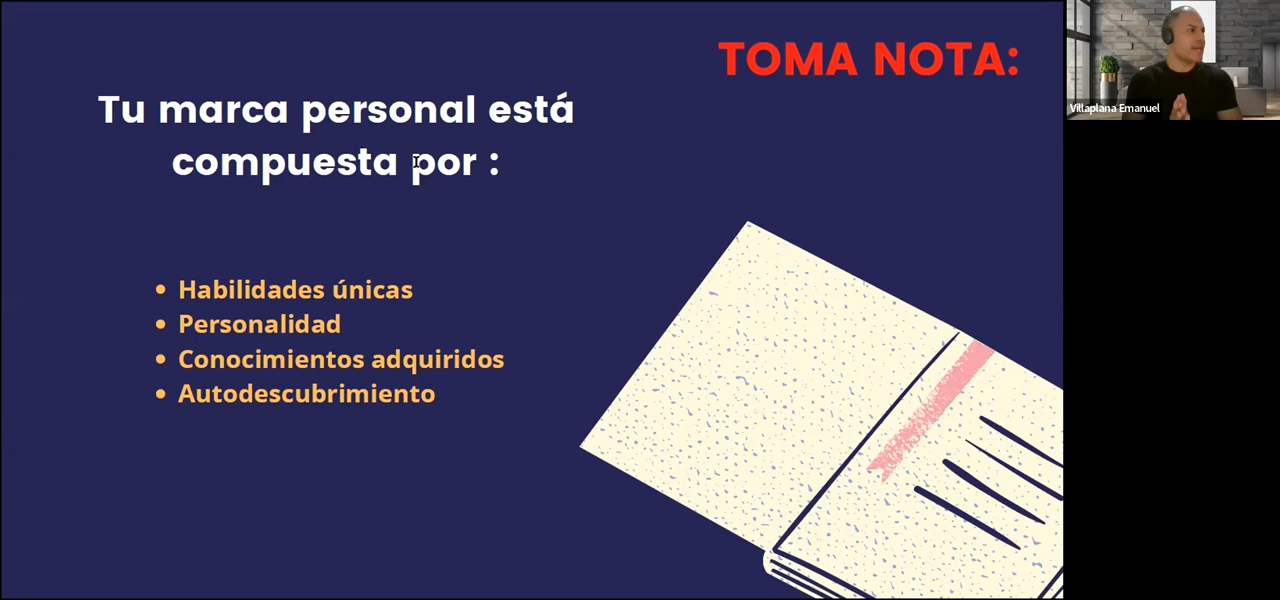 TOMA NOTA:
Tu marca personal está
compuesta por :
Habilidades únicas
Personalidad
Conocimientos adquiridos
Autodescubrimiento
Villaplana Emanuel